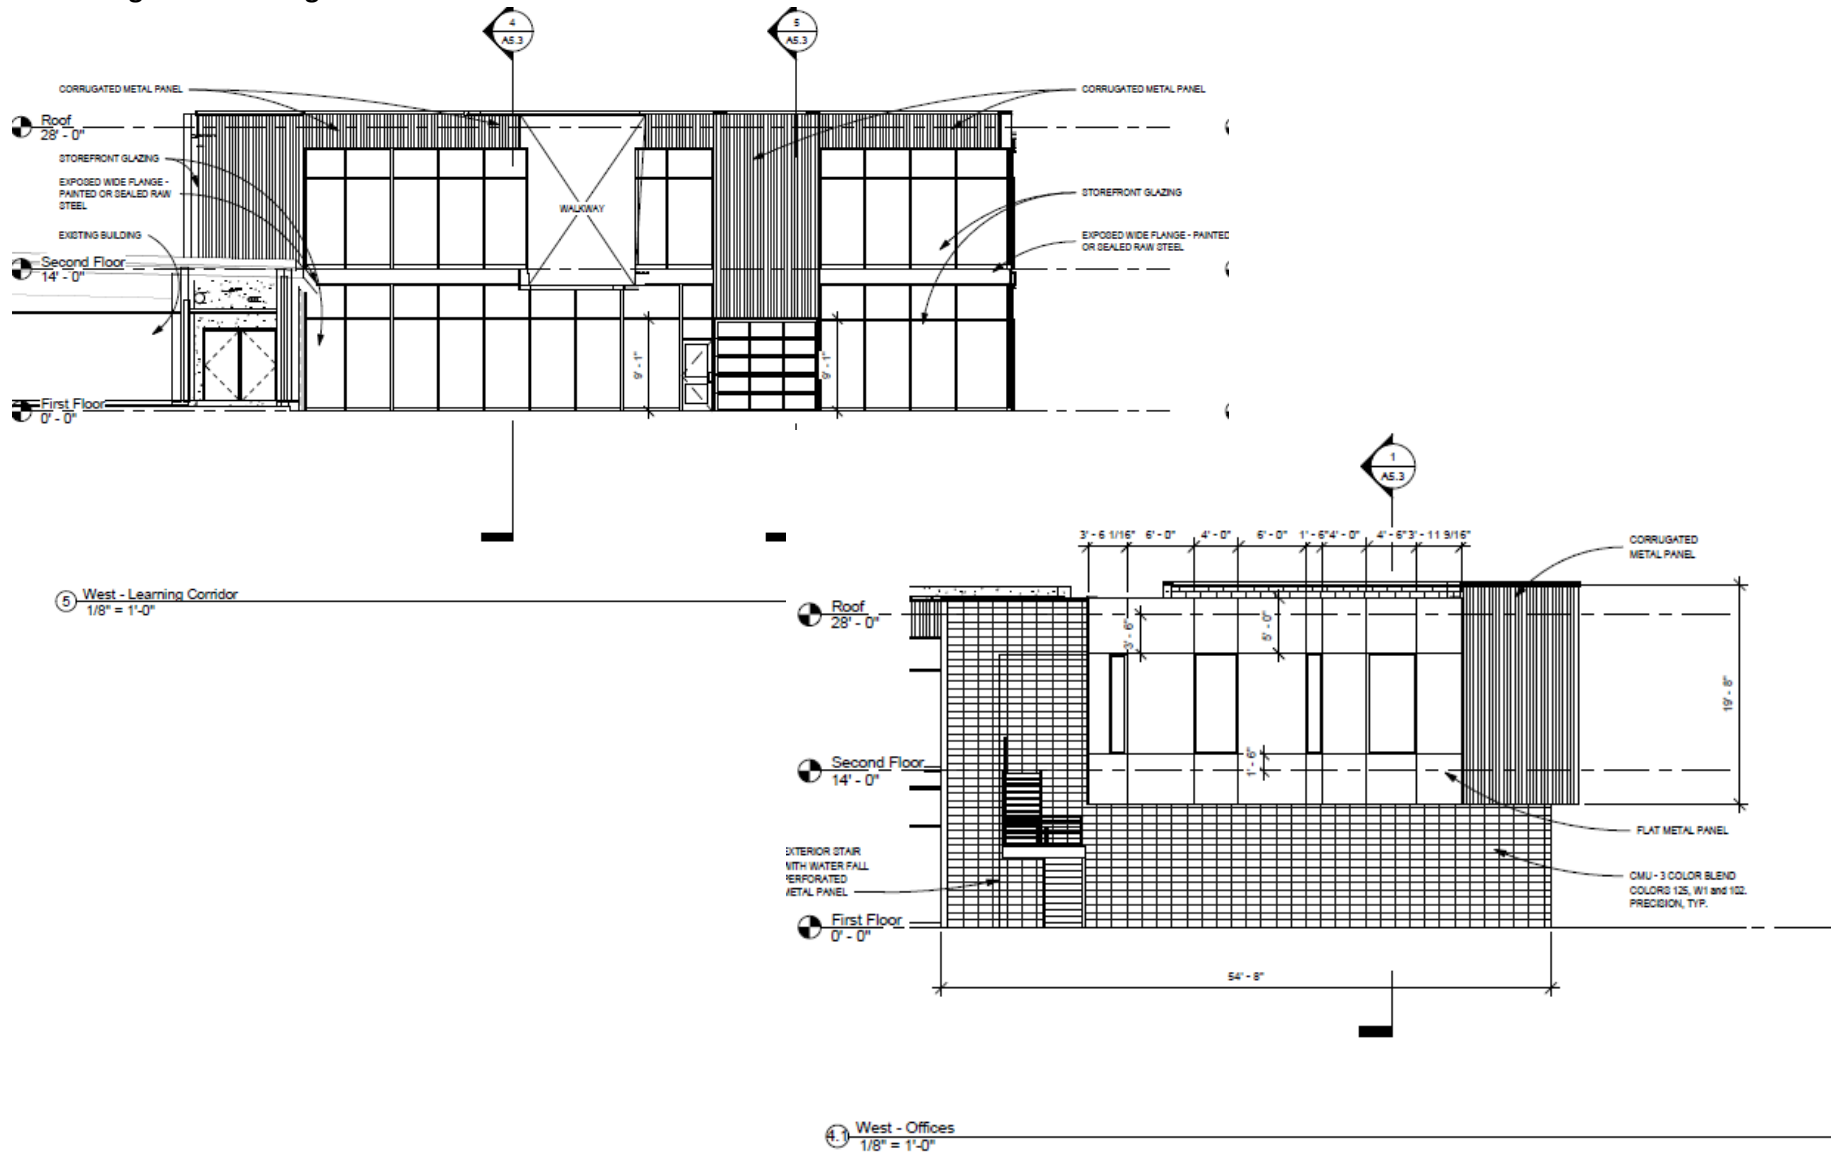 4
A5.3
5
A5.3
CORRUGATED METAL PANEL
CORRUGATED METAL PANEL
Roof
28' - 0"
STOREFRONT GLAZING
EXPOSED WIDE FLANGE -
PAINTED OR SEALED RAW
STEEL
STOREFRONT GLAZING
WALKWAY
EXISTING BUILDING
EXPOSED WIDE FLANGE - PAINTED
OR SEALED RAW STEEL
Second Floor
14' - 0"
9' - 1"
9' - 1"
First Floor
0' - 0"
5
West - Learning Corridor
1/8" = 1'-0"
1
A5.3
3' - 6 1/16"
6' - 0"
4' - 0"
6' - 0"
1' - 6"
4' - 0"
4' - 6"
3' - 11 9/16"
CORRUGATED
METAL PANEL
Roof
28' - 0"
3' - 6"
5' - 0"
19' - 8"
Second Floor
14' - 0"
1' - 6"
FLAT METAL PANEL
EXTERIOR STAIR
WITH WATER FALL
PERFORATED
METAL PANEL
CMU - 3 COLOR BLEND
COLORS 125, W1 and 102.
PRECISION, TYP.
First Floor
0' - 0"
54' - 8"
4.1
West - Offices
1/8" = 1'-0"